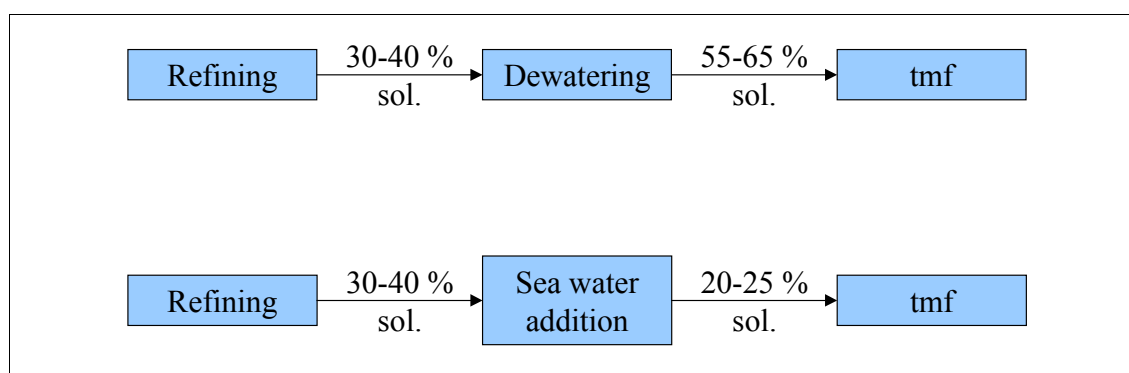 Refining
30-40 %
sol.
Dewatering
55-65 %
sol.
tmf
Refining
30-40 %
sol.
Sea water
addition
20-25 %
sol.
tmf